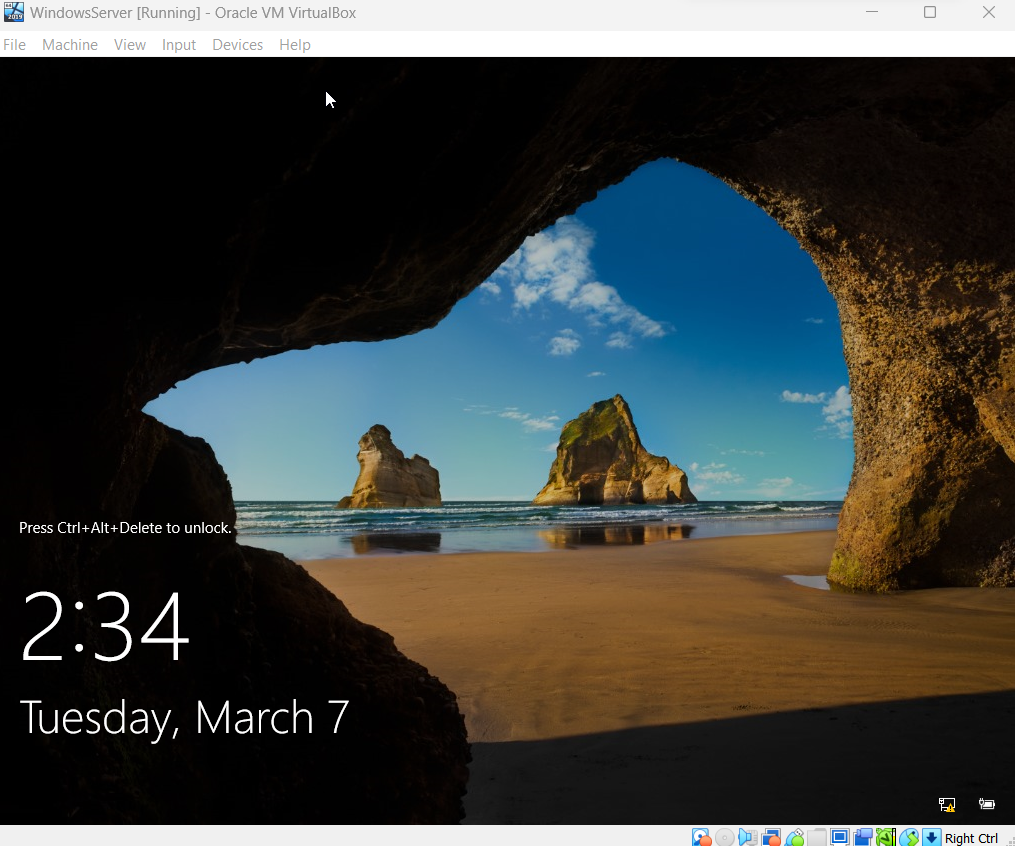 WindowsServer [Running] - Oracle VM VirtualBox
File Machine View Input Devices Help
Press Ctrl+Alt+Delete to unlock.
2:34
Tuesday, March 7
Right Ctrl